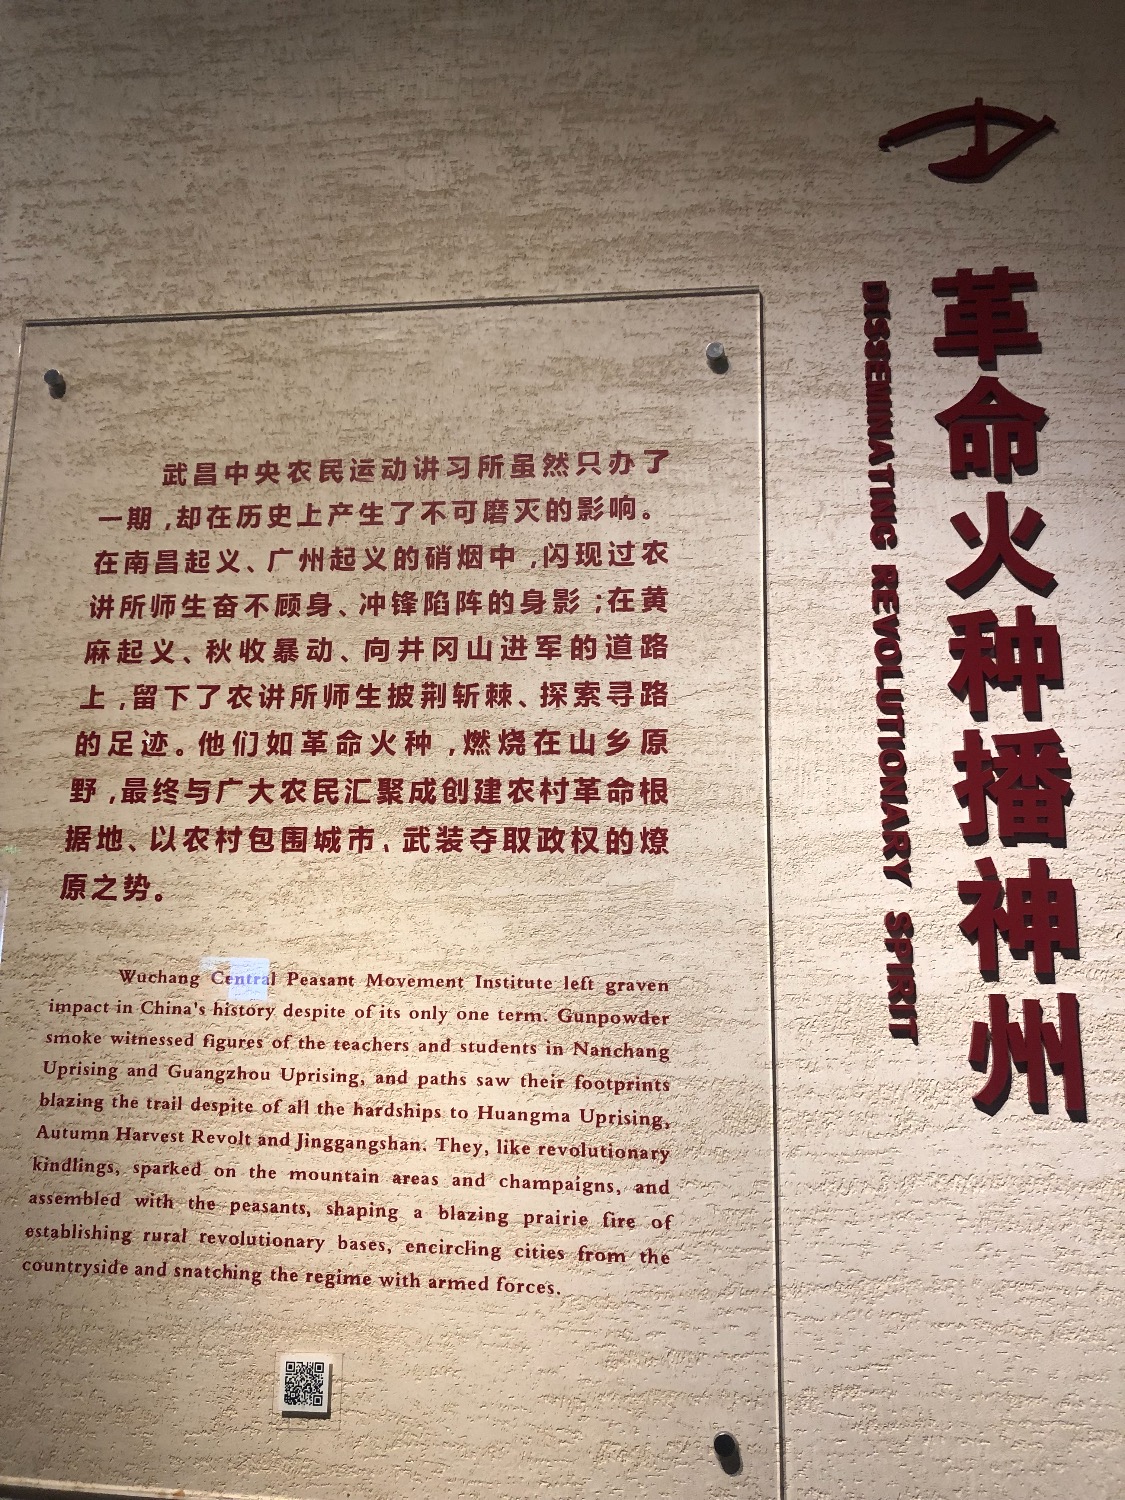 革命火种播神州
DISSEMINATING REVOLUTIONARY SPIRIT
武昌中央农民运动讲习所虽然只办了
一期，却在历史上产生了不可磨灭的影响。
在南昌起义、广州起义的硝烟中，闪现过农
讲所师生奋不顾身、冲锋陷阵的身影；在黄
麻起义、秋收暴动、向井冈山进军的道路
上，留下了农讲所师生披荆斩棘、探索寻路
的足迹。他们如革命火种，燃烧在山乡原
野，最终与广大农民汇聚成创建农村革命根
据地、以农村包围城市、武装夺取政权的燎
原之势。
Wuchang Central Peasant Movement Institute left graven
impact in China's history despite of its only one term. Gunpowder
smoke witnessed figures of the teachers and students in Nanchang
Uprising and Guangzhou Uprising, and paths saw their footprints
blazing the trail despite of all the hardships to Huangma Uprising,
Autumn Harvest Revolt and Jinggangshan. They, like revolutionary
kindlings, sparked on the mountain areas and champaigns, and
assembled with the peasants, shaping a blazing prairie fire of
establishing rural revolutionary bases, encircling cities from the
countryside and snatching the regime with armed forces.